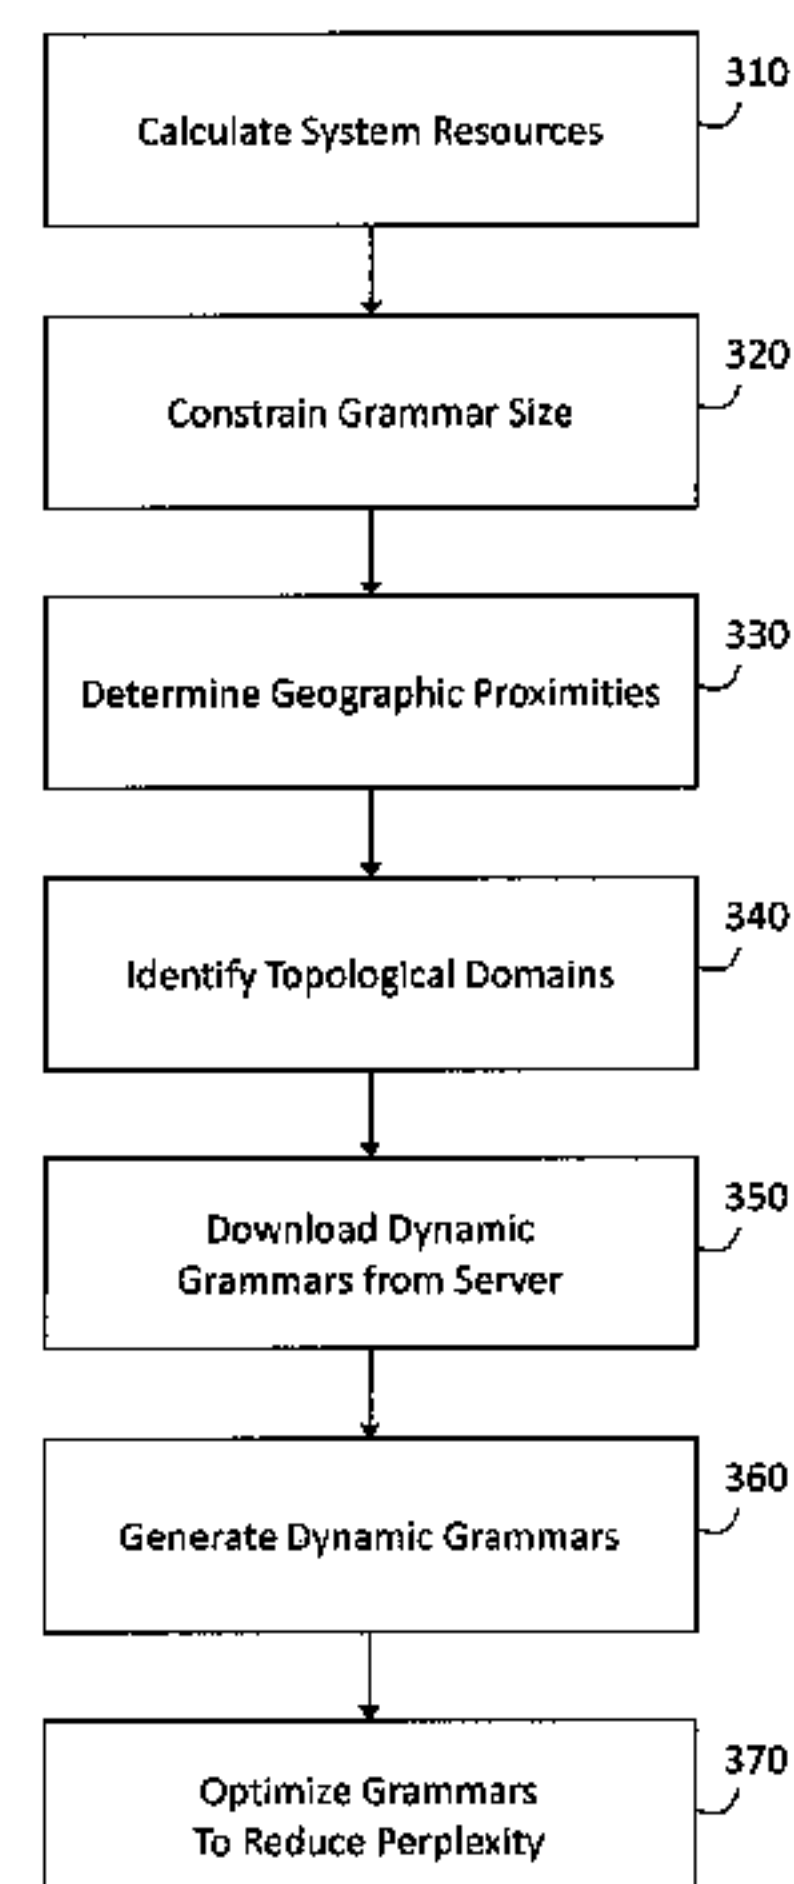 310
Calculate System Resources
320
Constrain Grammar Size
330
Determine Geographic Proximities
340
Identify Topological Domains
350
Download Dynamic
Grammars from Server
360
Generate Dynamic Grammars
370
Optimize Grammars
To Reduce Perplexity